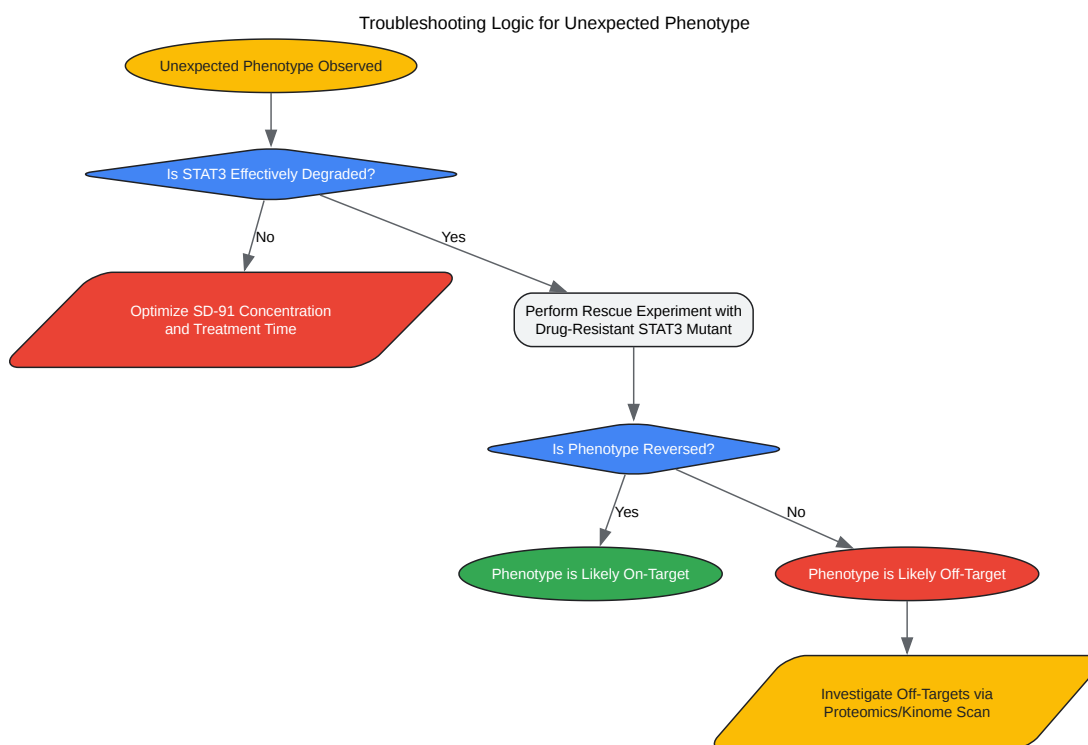 Troubleshooting Logic for Unexpected Phenotype
Unexpected Phenotype Observed
Is STAT3 Effectively Degraded?
No
Yes
Optimize SD-91 Concentration
and Treatment Time
Perform Rescue Experiment with
Drug-Resistant STAT3 Mutant
Is Phenotype Reversed?
Yes
No
Phenotype is Likely On-Target
Phenotype is Likely Off-Target
Investigate Off-Targets via
Proteomics/Kinome Scan